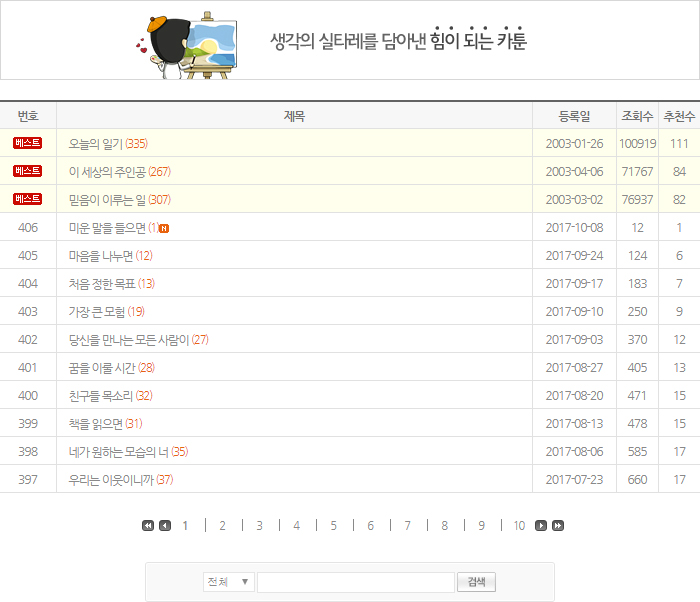 생각의 실타레를 담아낸 힘이 되는 카툰
번호 제목 등록일 조회수 추천수
베스트 오늘의 일기 (335) 2003-01-26 100919 111
베스트 이 세상의 주인공 (267) 2003-04-06 71767 84
베스트 믿음이 이루는 일 (307) 2003-03-02 76937 82
406 미운 말을 들으면 (1) N 2017-10-08 12 1
405 마음을 나누면 (12) 2017-09-24 124 6
404 처음 정한 목표 (13) 2017-09-17 183 7
403 가장 큰 모험 (19) 2017-09-10 250 9
402 당신을 만나는 모든 사람이 (27) 2017-09-03 370 12
401 꿈을 이룰 시간 (28) 2017-08-27 405 13
400 친구들 목소리 (32) 2017-08-20 471 15
399 책을 읽으면 (31) 2017-08-13 478 15
398 네가 원하는 모습의 너 (35) 2017-08-06 585 17
397 우리는 이웃이니까 (37) 2017-07-23 660 17
1 2 3 4 5 6 7 8 9 10
전체 검색